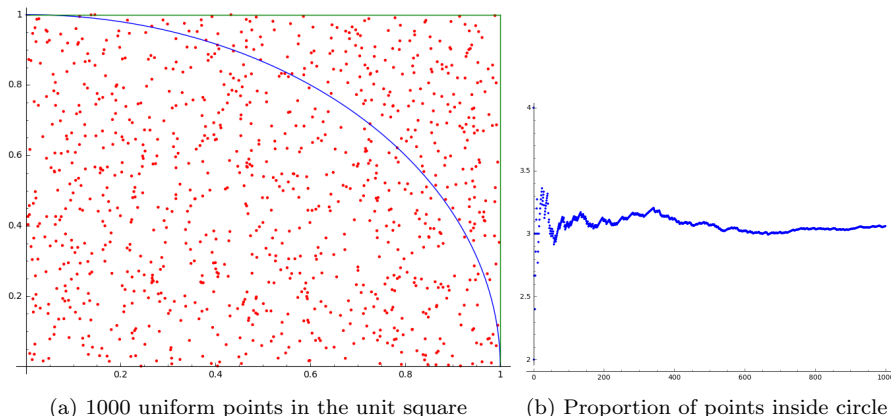 1
0.8
0.6
0.4
0.2
0.2 0.4 0.6 0.8 1
4
3.5
3
2.5
2
0 200 400 600 800 1000
(a) 1000 uniform points in the unit square
(b) Proportion of points inside circle